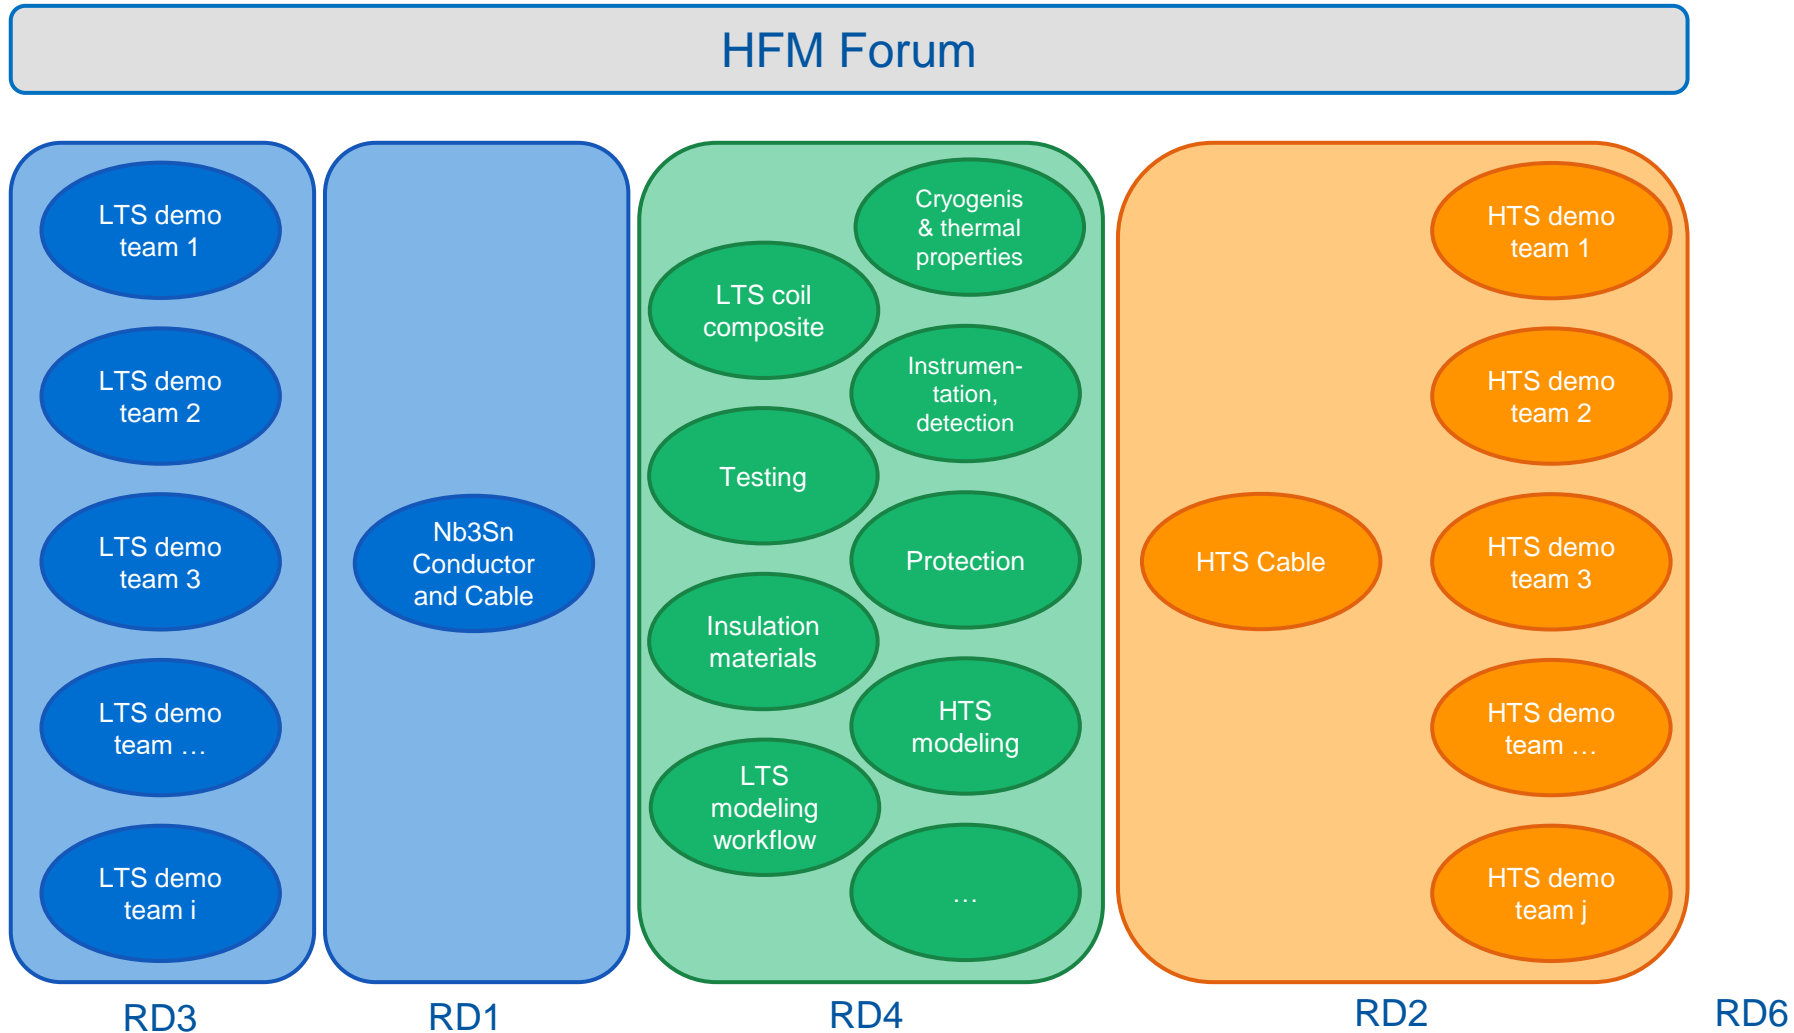 HFM Forum
LTS demo
team 1
LTS demo
team 2
LTS demo
team 3
LTS demo
team …
LTS demo
team i
Nb3Sn
Conductor
and Cable
Cryogenis
& thermal
properties
LTS coil
composite
Instrumen-
tation,
detection
Testing
Protection
Insulation
materials
HTS
modeling
LTS
modeling
workflow
…
HTS Cable
HTS demo
team 1
HTS demo
team 2
HTS demo
team 3
HTS demo
team …
HTS demo
team j
RD3
RD1
RD4
RD2
RD6